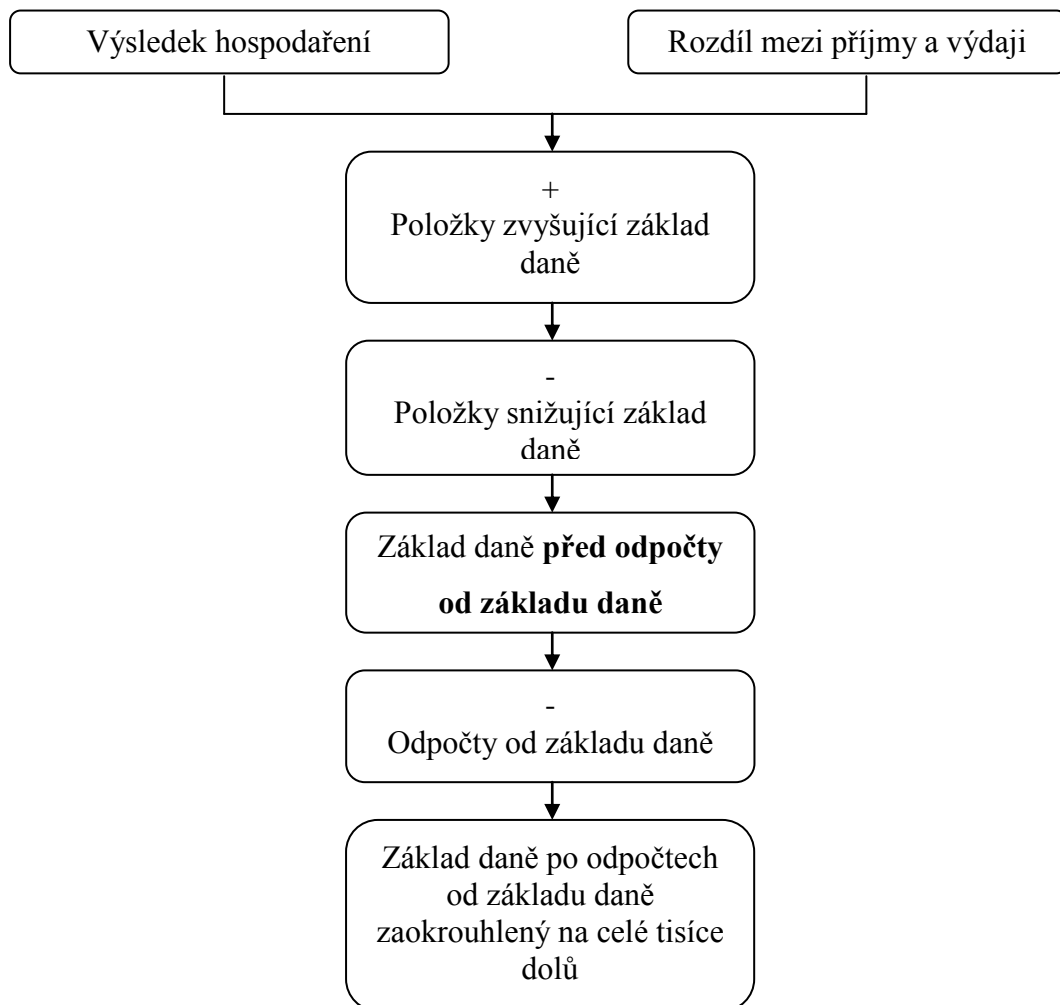 Výsledek hospodaření
Rozdíl mezi příjmy a výdaji
+
Položky zvyšující základ
daně
-
Položky snižující základ
daně
Základ daně před odpočty
od základu daně
-
Odpočty od základu daně
Základ daně po odpočtech
od základu daně
zaokrouhlený na celé tisíce
dolů